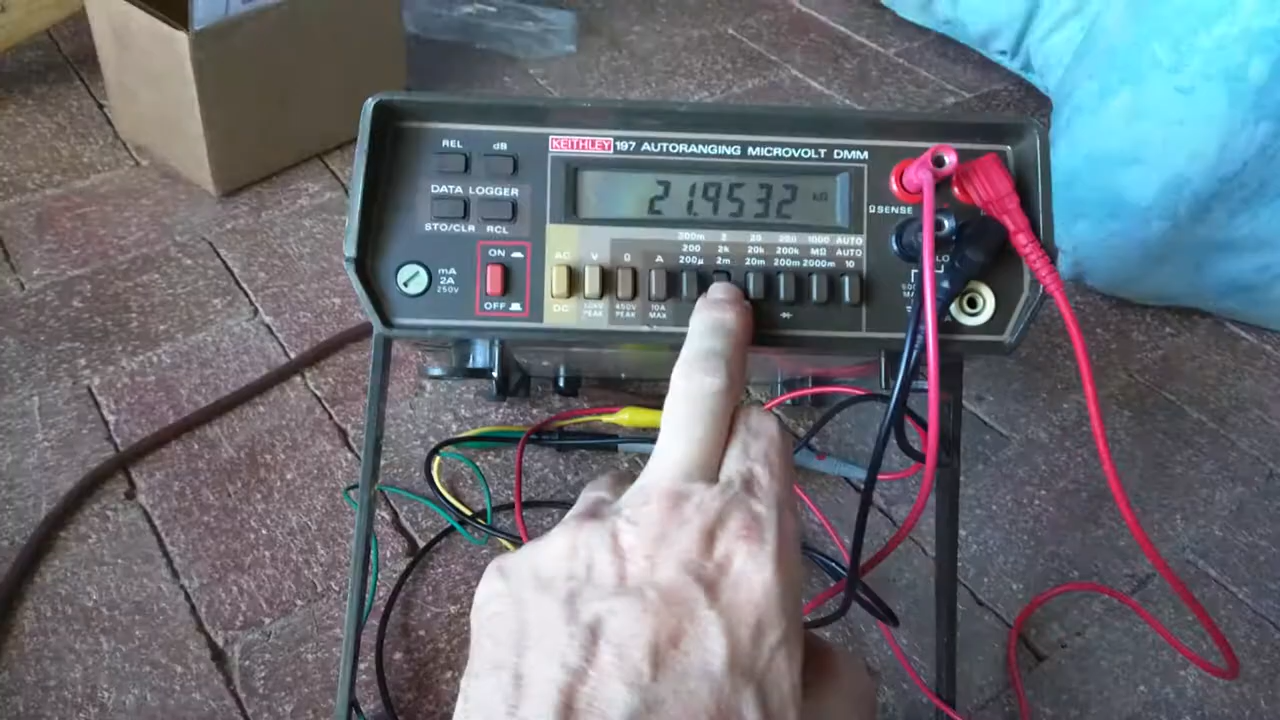 KEITHLEY 197 AUTORANGING MICROVOLT DMM
REL dB
DATA LOGGER
STO/CLR RCL
21.9532 kΩ
Ω SENSE
200m 2 20 200 1000 AUTO
200 2k 20k 200k MΩ AUTO
200µ 2m 20m 200m 2000m 10
ON
OFF
mA
2A
250V
AC V Ω A
DC PEAK 450V PEAK 10A MAX
LO